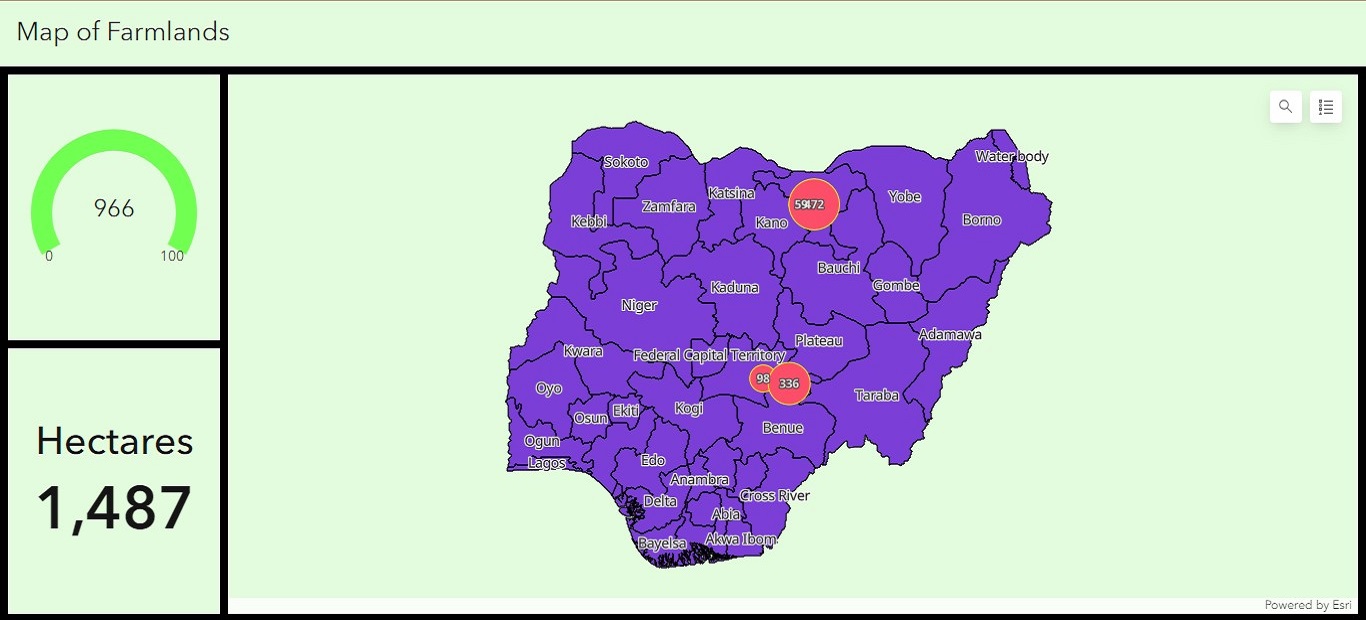 Map of Farmlands
966
0
100
Hectares
1,487
Sokoto
Water body
Katsina
Yobe
Zamfara
59
472
Kebbi
Kano
Borno
Bauchi
Gombe
Kaduna
Niger
Adamawa
Plateau
Kwara
Federal Capital Territory
98
336
Oyo
Taraba
Kogi
Ekiti
Osun
Benue
Ogun
Lagos
Edo
Anambra
Cross River
Delta
Abia
Bayelsa
Akwa Ibom
Powered by Esri